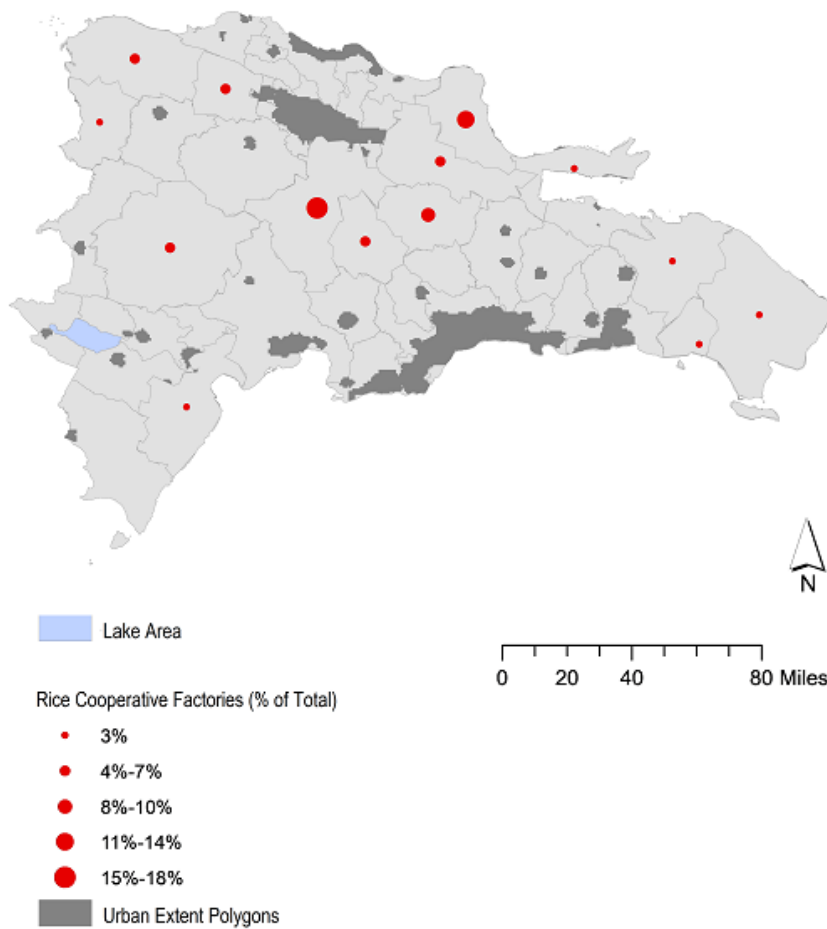 N
Lake Area
0 20 40 80 Miles
Rice Cooperative Factories (% of Total)
3%
4%-7%
8%-10%
11%-14%
15%-18%
Urban Extent Polygons